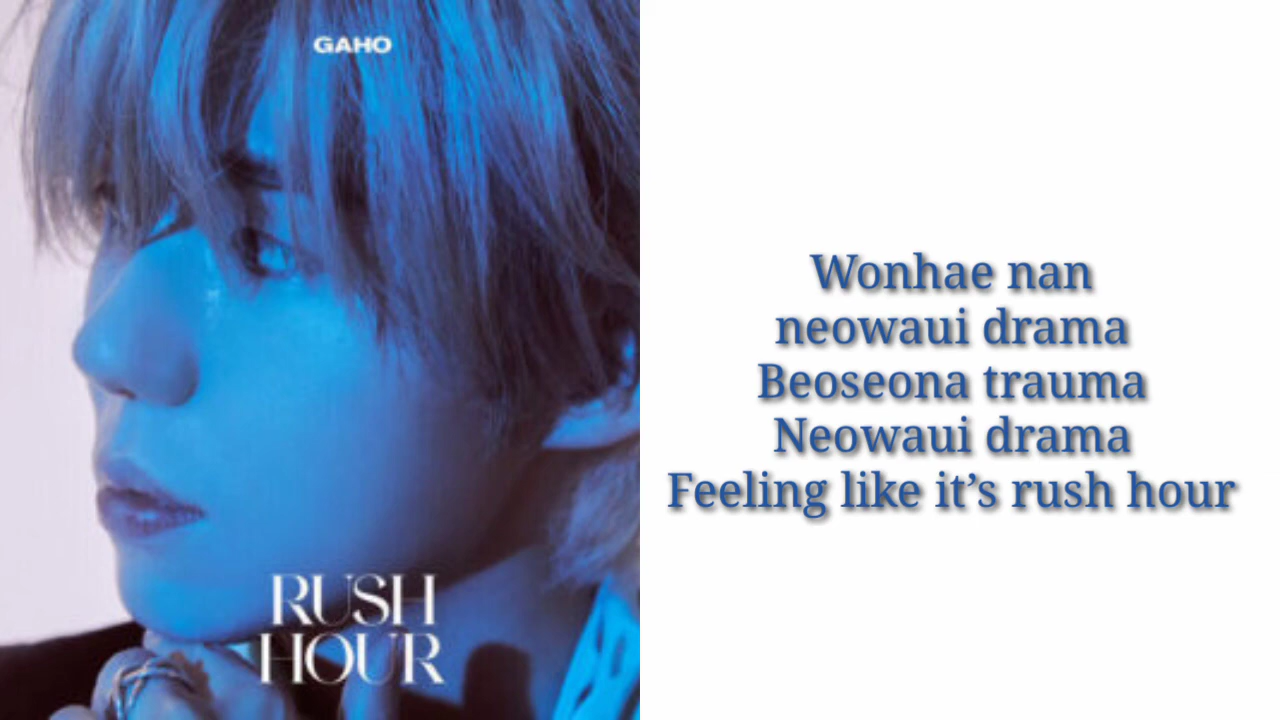 GAHO
RUSH
HOUR
Wonhae nan
neowaui drama
Beoseona trauma
Neowaui drama
Feeling like it’s rush hour